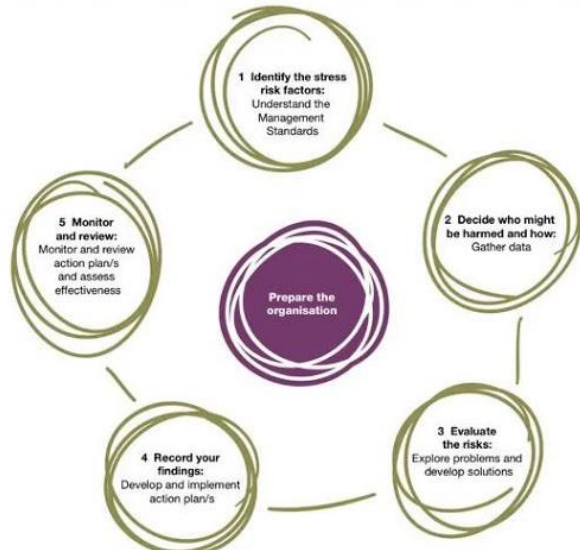 1 Identify the stress
risk factors:
Understand the
Management
Standards
2 Decide who might
be harmed and how:
Gather data
3 Evaluate
the risks:
Explore problems and
develop solutions
4 Record your
findings:
Develop and implement
action plan/s
5 Monitor
and review:
Monitor and review
action plan/s
and assess
effectiveness
Prepare the
organisation